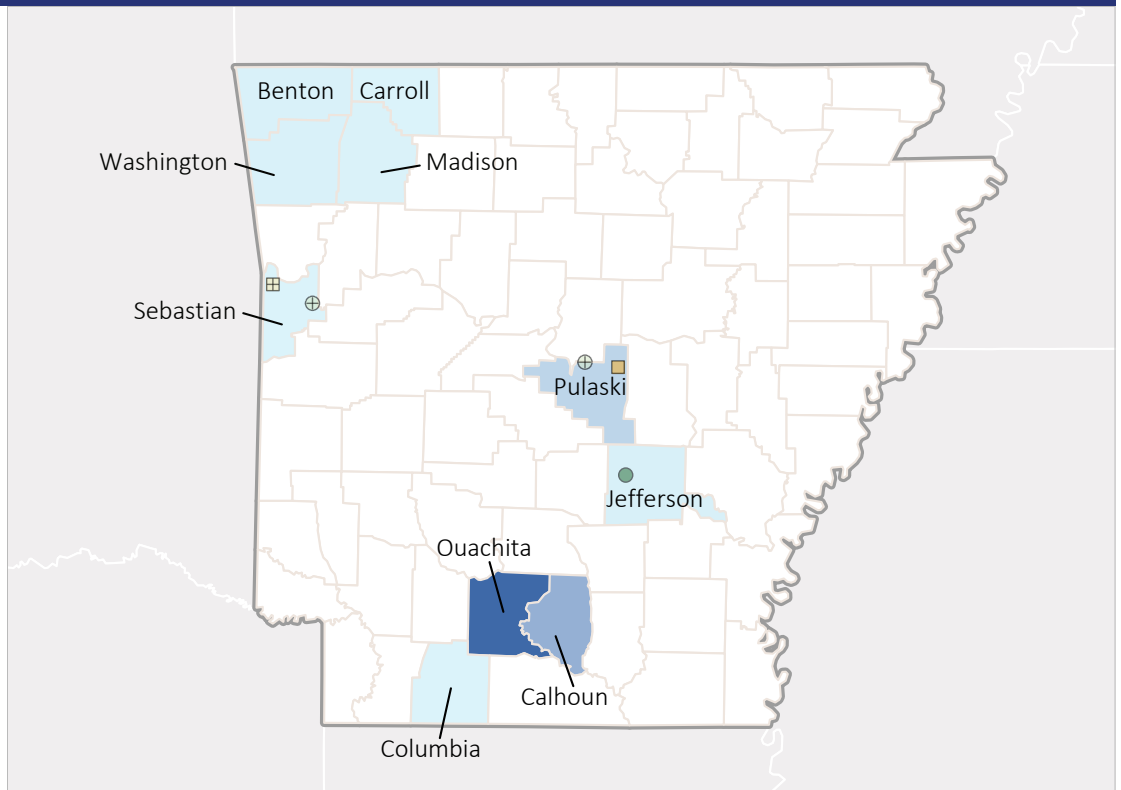 Benton
Carroll
Washington
Madison
Sebastian
Pulaski
Jefferson
Ouachita
Calhoun
Columbia